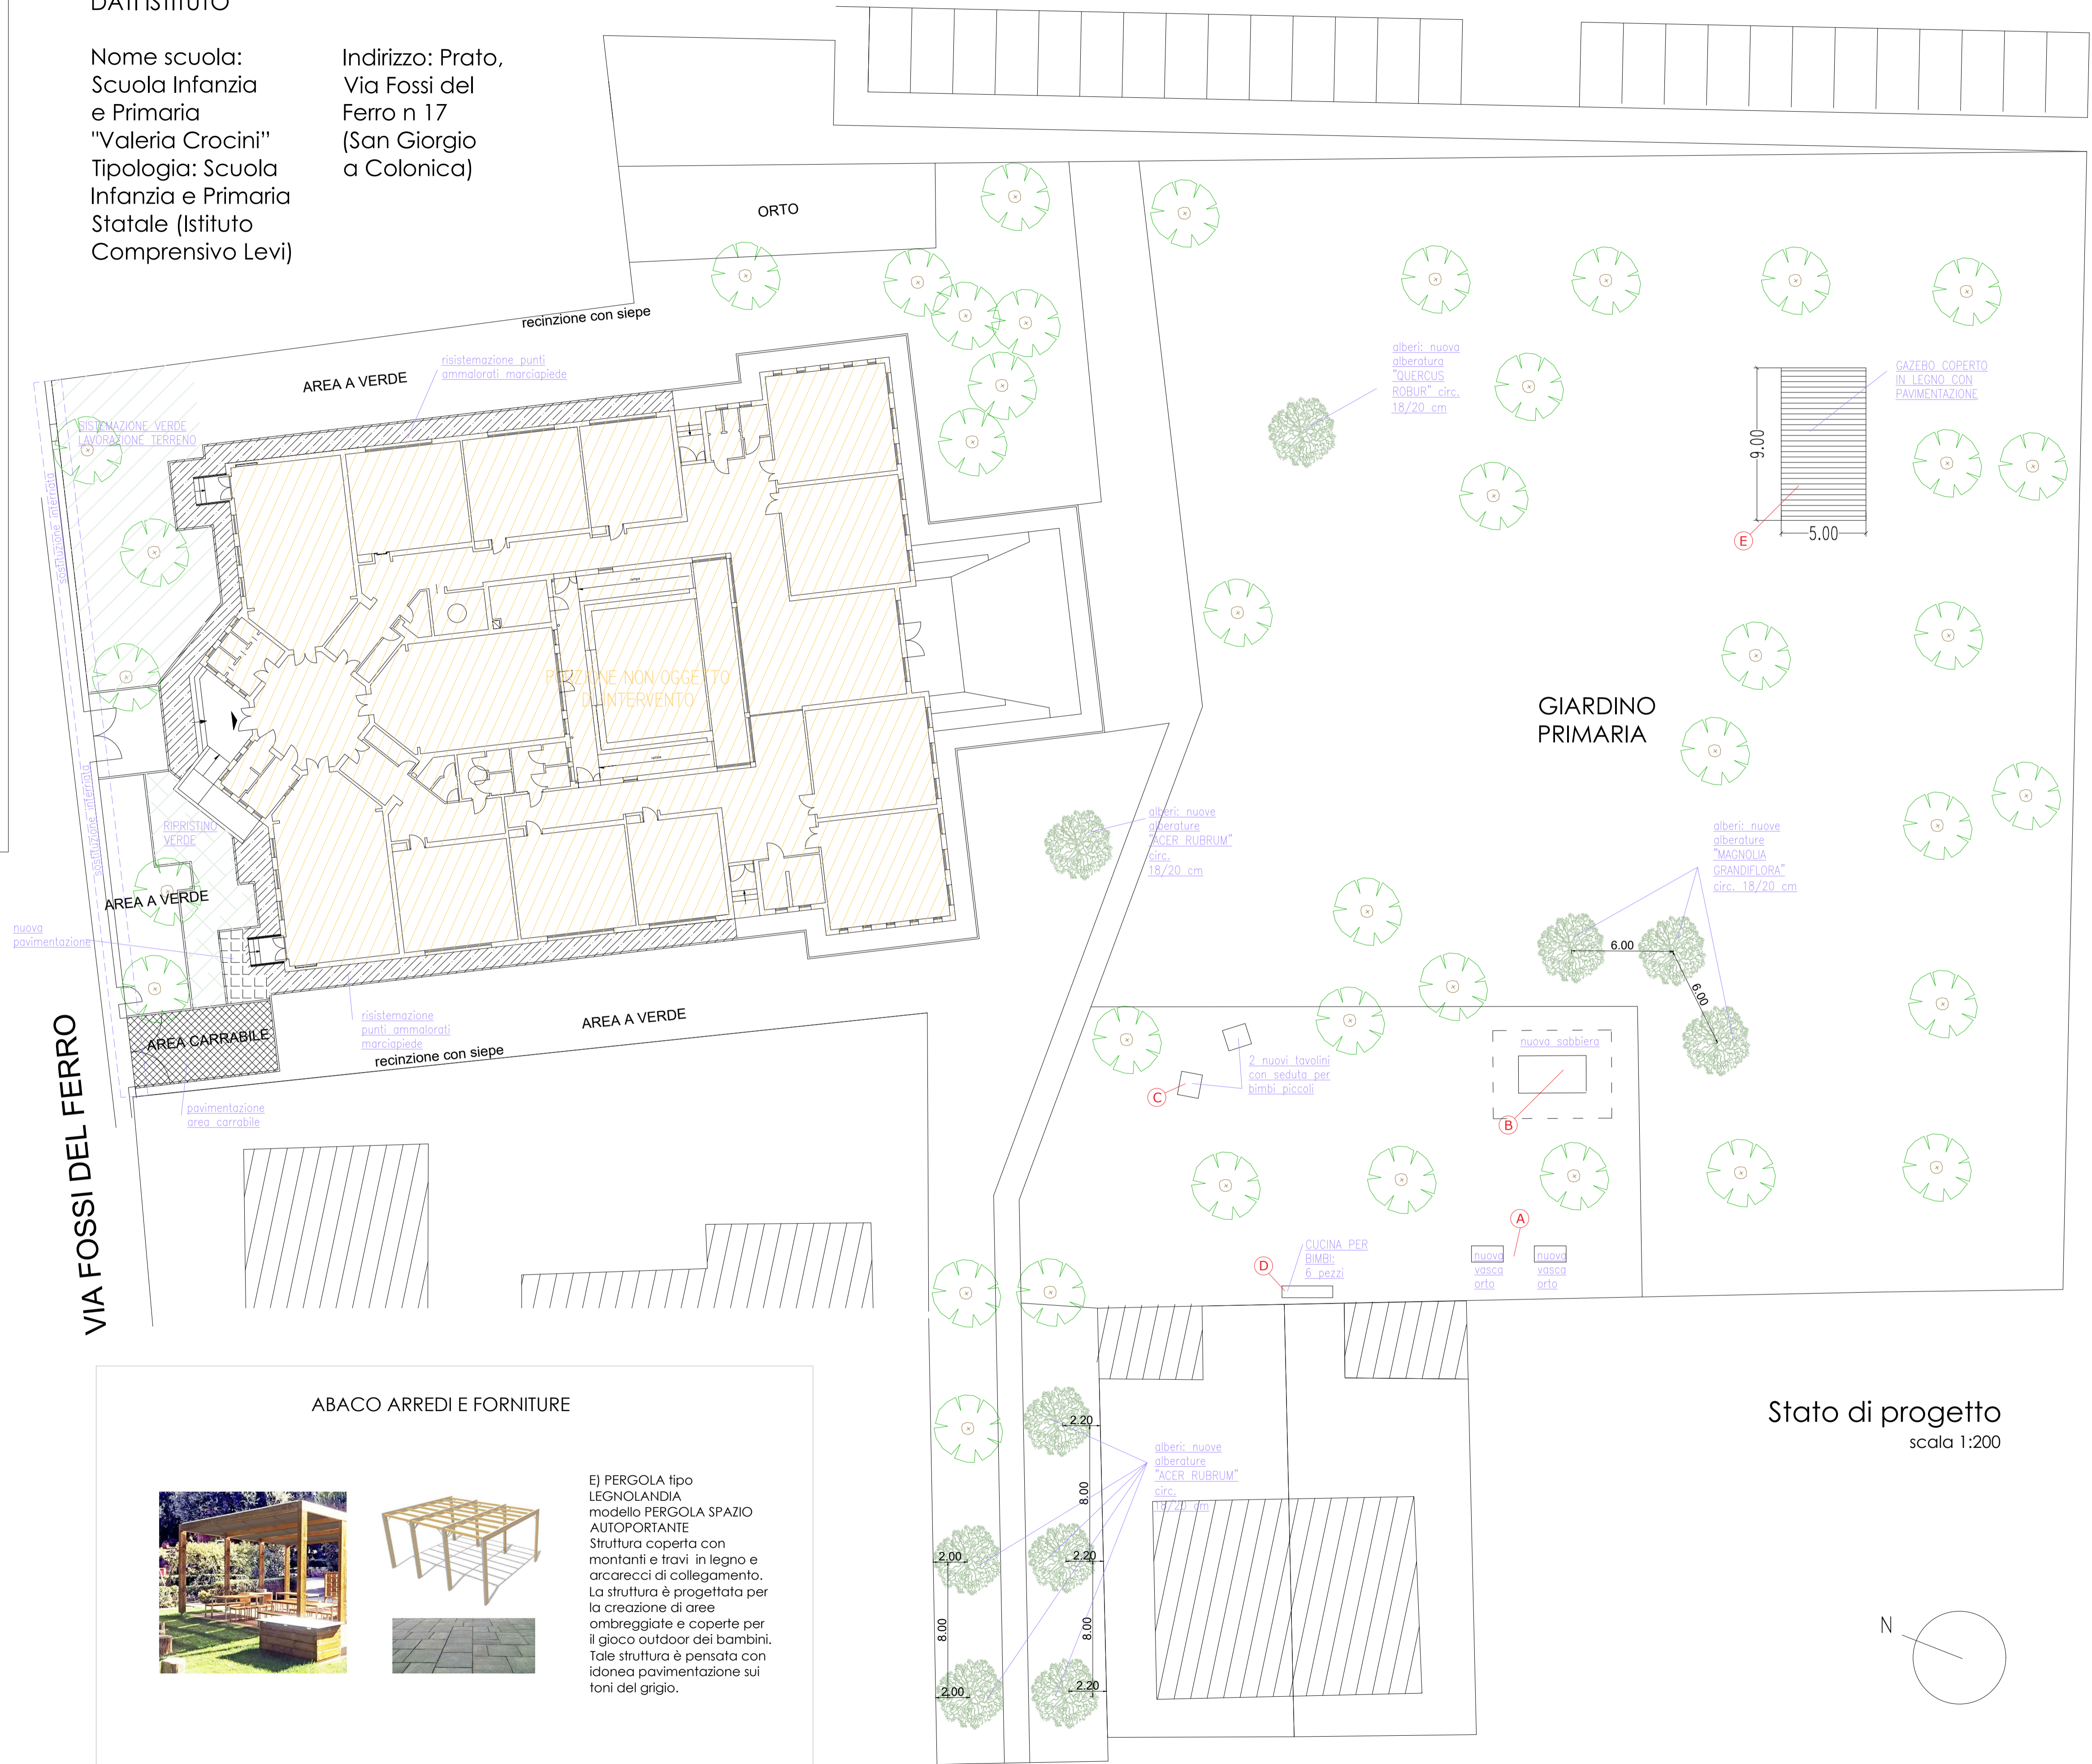 DATI ISTITUTO
Nome scuola:
Scuola Infanzia
e Primaria
"Valeria Crocini"
Tipologia: Scuola
Infanzia e Primaria
Statale (Istituto
Comprensivo Levi)
Indirizzo: Prato,
Via Fossi del
Ferro n 17
(San Giorgio
a Colonica)
ORTO
recinzione con siepe
risistemazione punti
ammalorati marciapiede
AREA A VERDE
SISTEMAZIONE VERDE
LAVORAZIONE TERRENO
sostituzione interrata
alberi: nuova
alberatura
"QUERCUS
ROBUR" circ.
18/20 cm
GAZEBO COPERTO
IN LEGNO CON
PAVIMENTAZIONE
9.00
5.00
E
rampa
PORZIONE NON OGGETTO
DI INTERVENTO
rampa
GIARDINO
PRIMARIA
sostituzione interrata
RIPRISTINO
VERDE
AREA A VERDE
nuova
pavimentazione
alberi: nuove
alberature
"ACER RUBRUM"
circ.
18/20 cm
alberi: nuove
alberature
"MAGNOLIA
GRANDIFLORA"
circ. 18/20 cm
6.00
6.00
risistemazione
punti ammalorati
marciapiede
AREA A VERDE
AREA CARRABILE
recinzione con siepe
pavimentazione
area carrabile
VIA FOSSI DEL FERRO
2 nuovi tavolini
con seduta per
bimbi piccoli
C
nuova sabbiera
B
A
CUCINA PER
BIMBI:
6 pezzi
D
nuova
vasca
orto
nuova
vasca
orto
ABACO ARREDI E FORNITURE
E) PERGOLA tipo
LEGNOLANDIA
modello PERGOLA SPAZIO
AUTOPORTANTE
Struttura coperta con
montanti e travi in legno e
arcarecci di collegamento.
La struttura è progettata per
la creazione di aree
ombreggiate e coperte per
il gioco outdoor dei bambini.
Tale struttura è pensata con
idonea pavimentazione sui
toni del grigio.
2.20
8.00
alberi: nuove
alberature
"ACER RUBRUM"
circ.
18/20 cm
2.00
2.20
8.00
8.00
2.00
2.20
Stato di progetto
scala 1:200
N